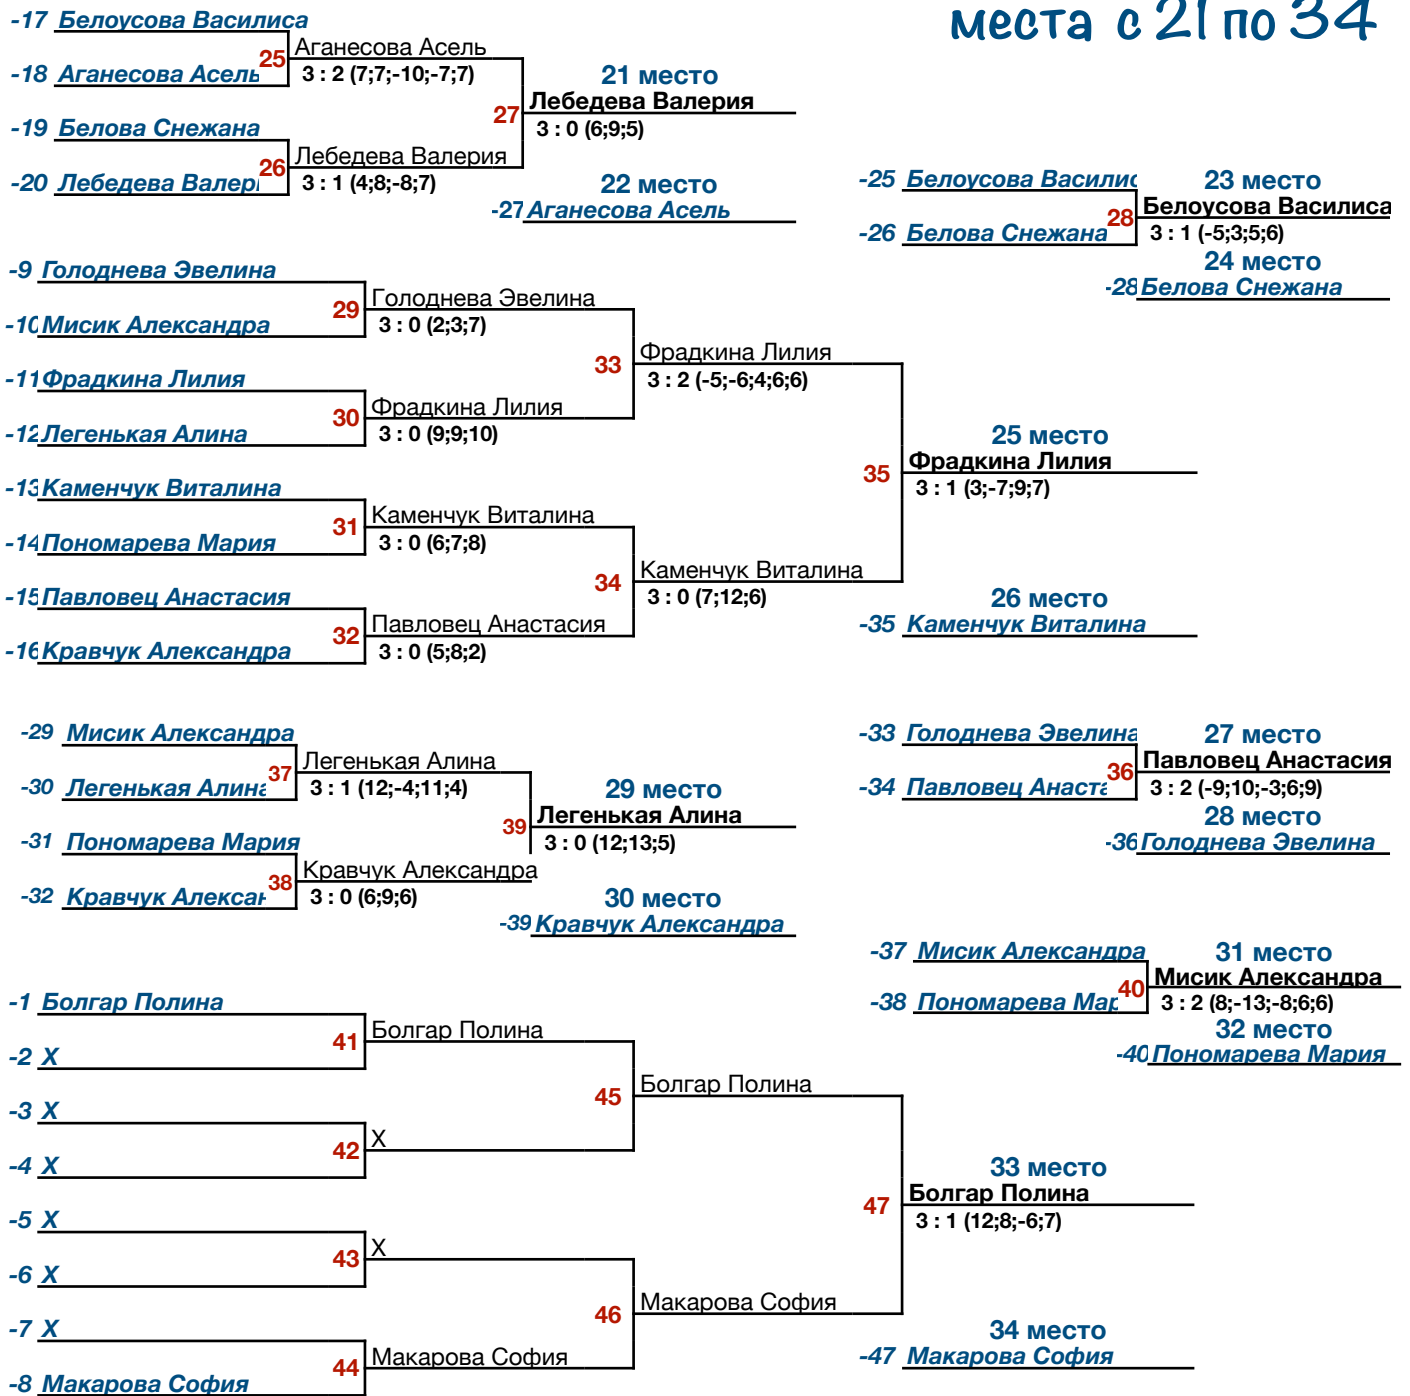 места с 21 по 34
-17 Белоусова Василиса
25 Аганесова Асель
-18 Аганесова Асель
3 : 2 (7;7;-10;-7;7)
21 место
27 Лебедева Валерия
3 : 0 (6;9;5)
-19 Белова Снежана
26 Лебедева Валерия
-20 Лебедева Валер
3 : 1 (4;8;-8;7)
22 место
-27 Аганесова Асель
-25 Белоусова Василис
23 место
28 Белоусова Василиса
-26 Белова Снежана
3 : 1 (-5;3;5;6)
24 место
-28 Белова Снежана
-9 Голоднева Эвелина
29 Голоднева Эвелина
-10 Мисик Александра
3 : 0 (2;3;7)
33 Фрадкина Лилия
3 : 2 (-5;-6;4;6;6)
-11 Фрадкина Лилия
30 Фрадкина Лилия
-12 Легенькая Алина
3 : 0 (9;9;10)
25 место
35 Фрадкина Лилия
3 : 1 (3;-7;9;7)
-13 Каменчук Виталина
31 Каменчук Виталина
-14 Пономарева Мария
3 : 0 (6;7;8)
34 Каменчук Виталина
3 : 0 (7;12;6)
-15 Павловец Анастасия
32 Павловец Анастасия
-16 Кравчук Александра
3 : 0 (5;8;2)
26 место
-35 Каменчук Виталина
-29 Мисик Александра
37 Легенькая Алина
-30 Легенькая Алина
3 : 1 (12;-4;11;4)
29 место
39 Легенькая Алина
3 : 0 (12;13;5)
-31 Пономарева Мария
38 Кравчук Александра
-32 Кравчук Алексан
3 : 0 (6;9;6)
30 место
-39 Кравчук Александра
-33 Голоднева Эвелина
27 место
36 Павловец Анастасия
-34 Павловец Анаста
3 : 2 (-9;10;-3;6;9)
28 место
-36 Голоднева Эвелина
-37 Мисик Александра
31 место
40 Мисик Александра
-38 Пономарева Мар
3 : 2 (8;-13;-8;6;6)
32 место
-40 Пономарева Мария
-1 Болгар Полина
41 Болгар Полина
-2 X
45 Болгар Полина
-3 X
42 X
-4 X
33 место
47 Болгар Полина
3 : 1 (12;8;-6;7)
-5 X
43 X
-6 X
46 Макарова София
-7 X
44 Макарова София
-8 Макарова София
34 место
-47 Макарова София